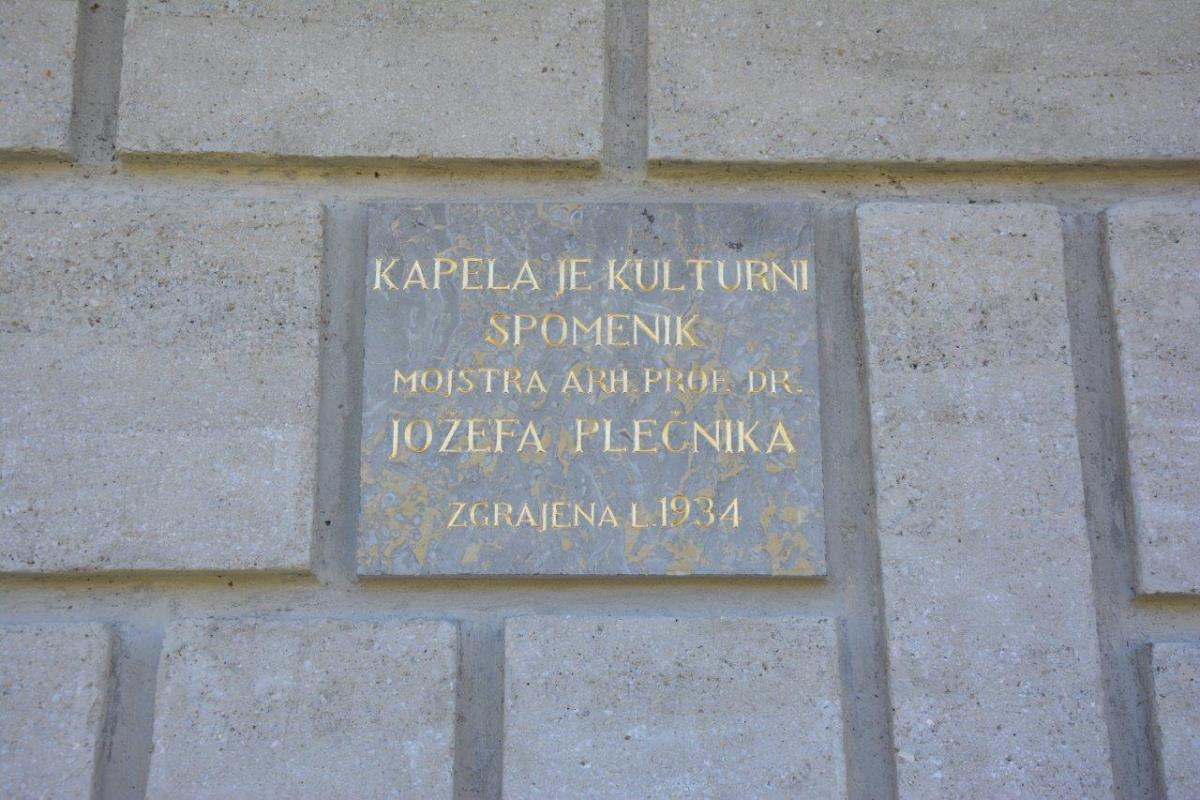 KAPELA JE KULTURNI
SPOMENIK
MOJSTRA ARH. PROF. DR.
JOŽEFA PLEČNIKA
ZGRAJENA L. 1934